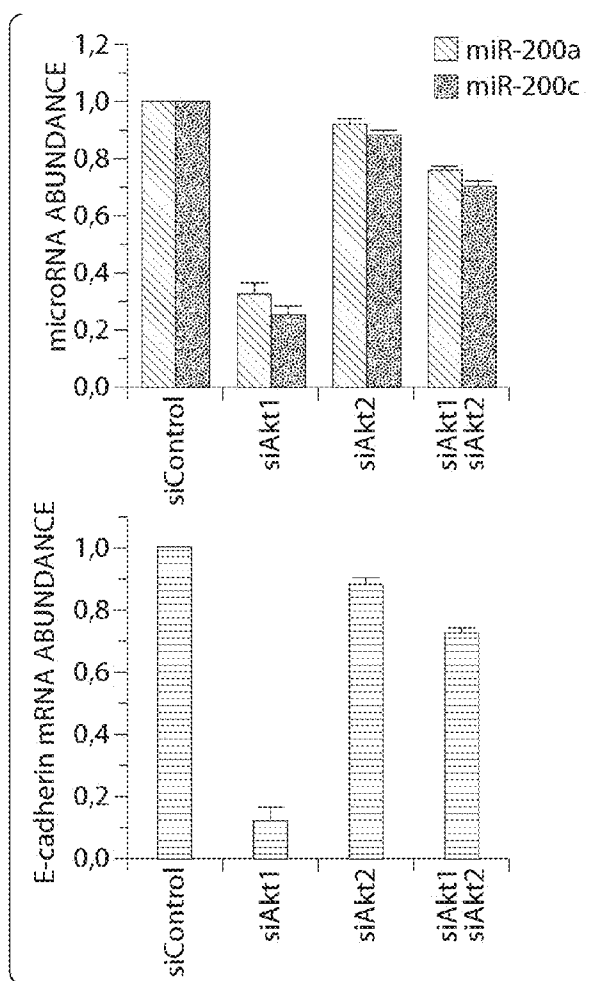 miR-200a
miR-200c
microRNA ABUNDANCE
1,2
1,0
0,8
0,6
0,4
0,2
0,0
siControl
siAkt1
siAkt2
siAkt1
siAkt2
E-cadherin mRNA ABUNDANCE
1,0
0,8
0,6
0,4
0,2
0,0
siControl
siAkt1
siAkt2
siAkt1
siAkt2